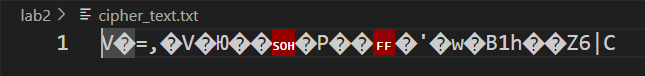 lab2 > cipher_text.txt
1 V�=,�V�Ю��SOH�P��FF�'�w�B1h��Z6|C